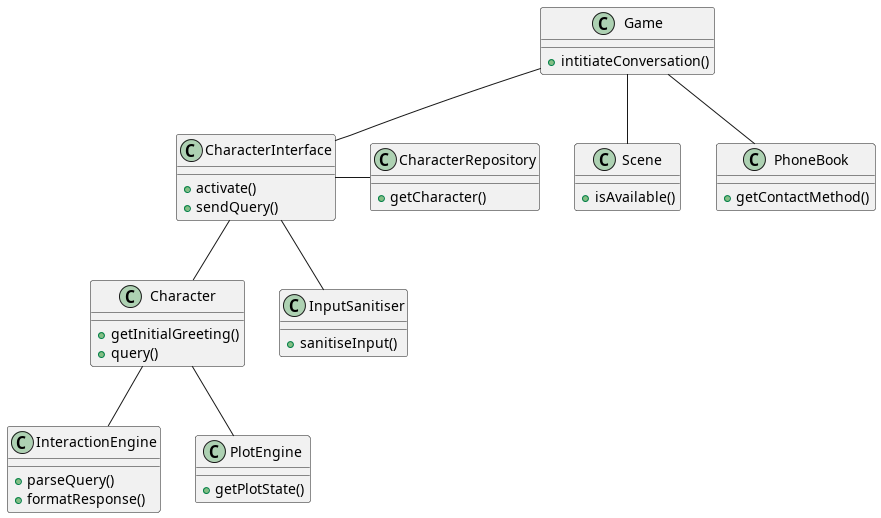 C Game
+ intitiateConversation()
C CharacterInterface
+ activate()
+ sendQuery()
C CharacterRepository
+ getCharacter()
C Scene
+ isAvailable()
C PhoneBook
+ getContactMethod()
C Character
+ getInitialGreeting()
+ query()
C InputSanitiser
+ sanitiseInput()
C InteractionEngine
+ parseQuery()
+ formatResponse()
C PlotEngine
+ getPlotState()